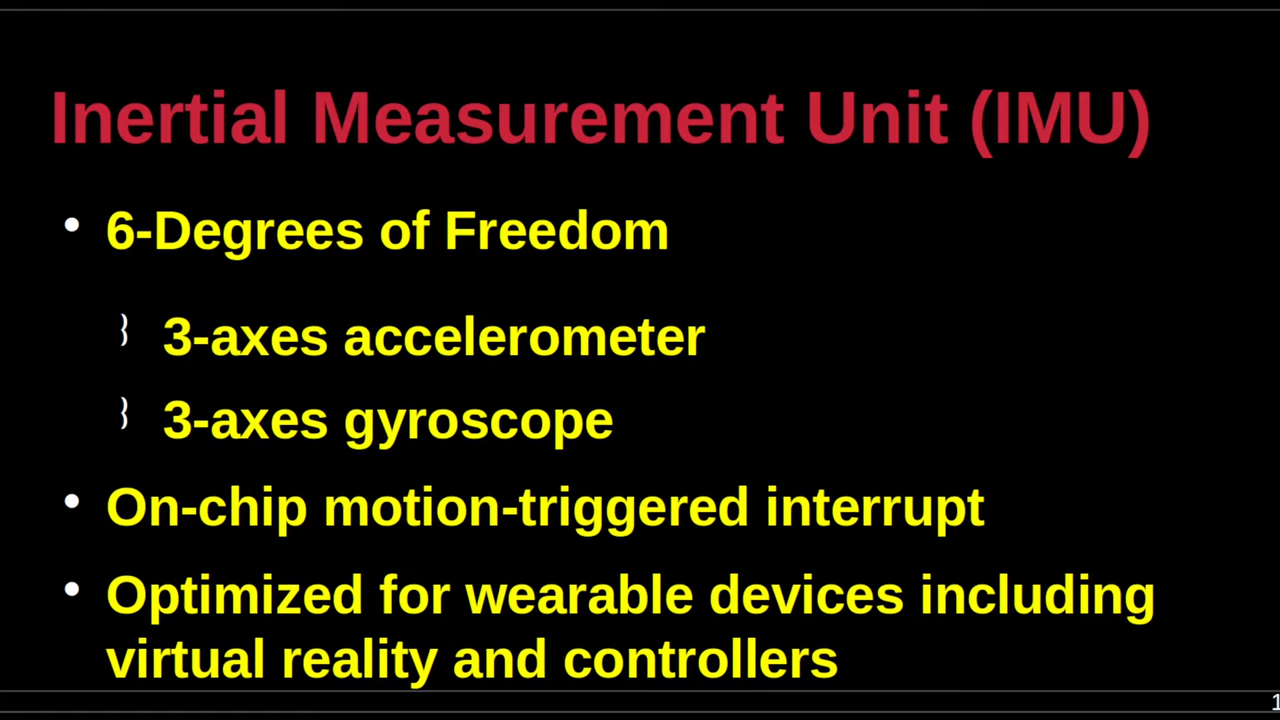 Inertial Measurement Unit (IMU)
• 6-Degrees of Freedom
⌇ 3-axes accelerometer
⌇ 3-axes gyroscope
• On-chip motion-triggered interrupt
• Optimized for wearable devices including
virtual reality and controllers